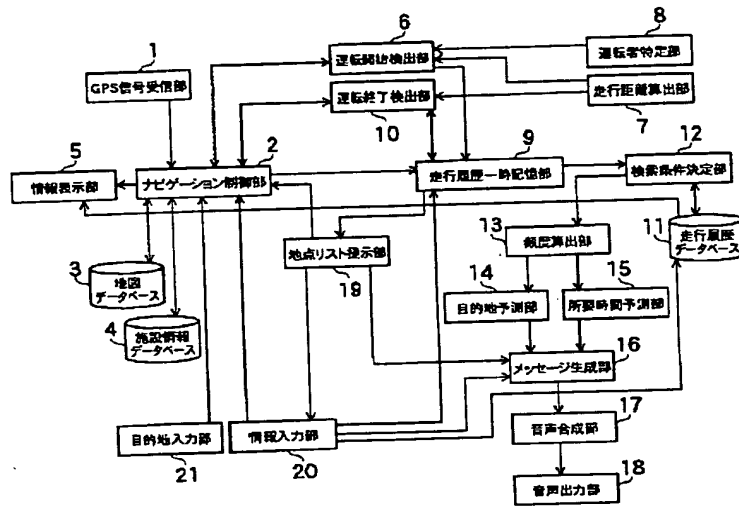 6
8
1
運転開始検出部
運転者特定部
GPS信号受信部
運転終了検出部
走行距離算出部
10
7
5
2
9
12
情報表示部
ナビゲーション制御部
走行履歴一時記憶部
検索条件決定部
13
頻度算出部
11
走行履歴
データベース
3
地図
データベース
地点リスト提示部
19
14
15
目的地予測部
所要時間予測部
4
施設情報
データベース
メッセージ生成部
16
目的地入力部
情報入力部
音声合成部
17
21
20
音声出力部
18